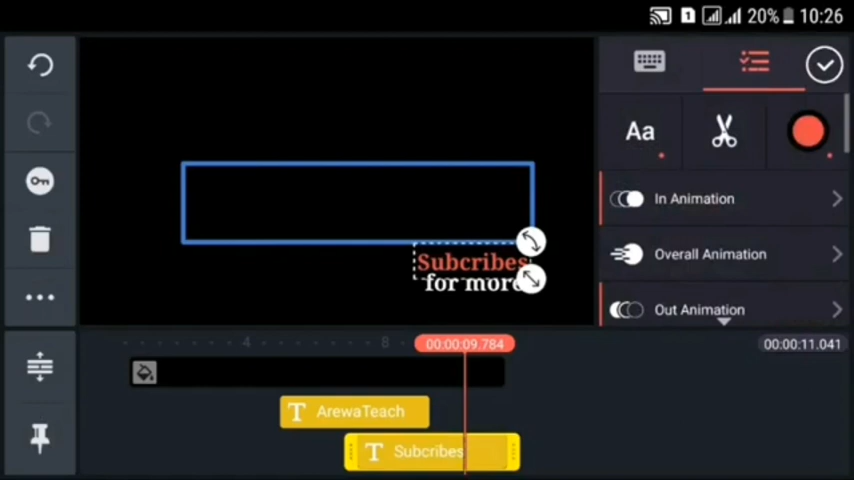 1
20%
10:26
Aa
In Animation
Subcribes
for more
Overall Animation
Out Animation
4
8
00:00:09.784
00:00:11.041
T ArewaTeach
T Subcribes